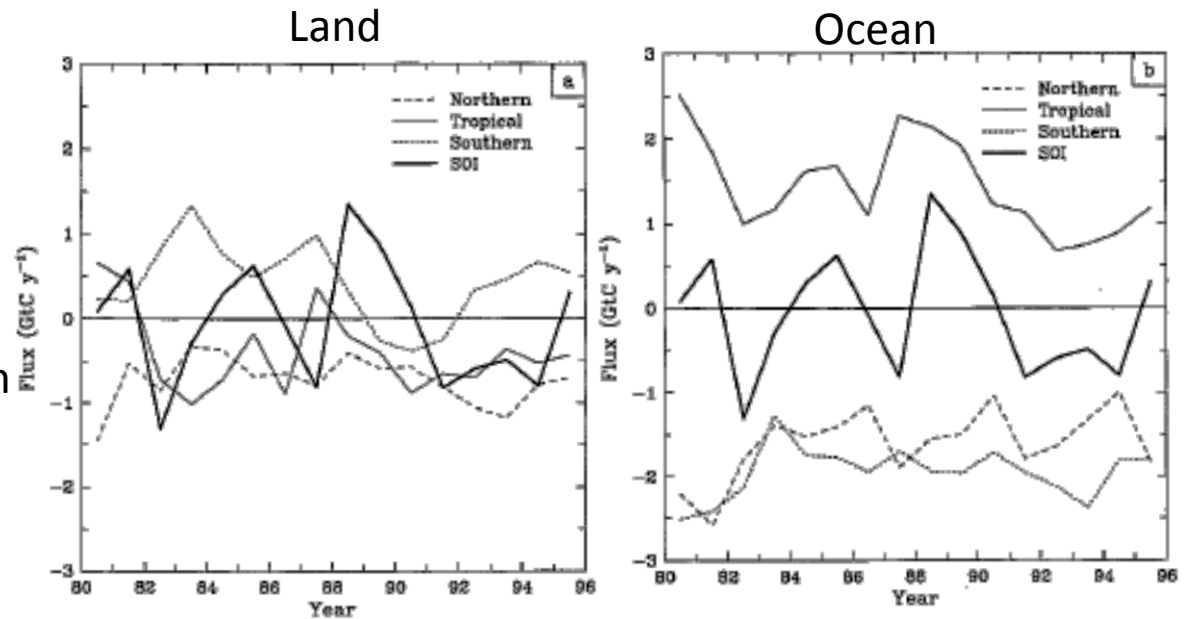 Land
Ocean
a
Northern
Tropical
Southern
SOI
Flux (GtC y⁻¹)
3
2
1
0
-1
-2
-3
80
82
84
86
88
90
92
94
96
Year
n
b
Northern
Tropical
Southern
SOI
Flux (GtC y⁻¹)
3
2
1
0
-1
-2
-3
80
82
84
86
88
90
92
94
96
Year